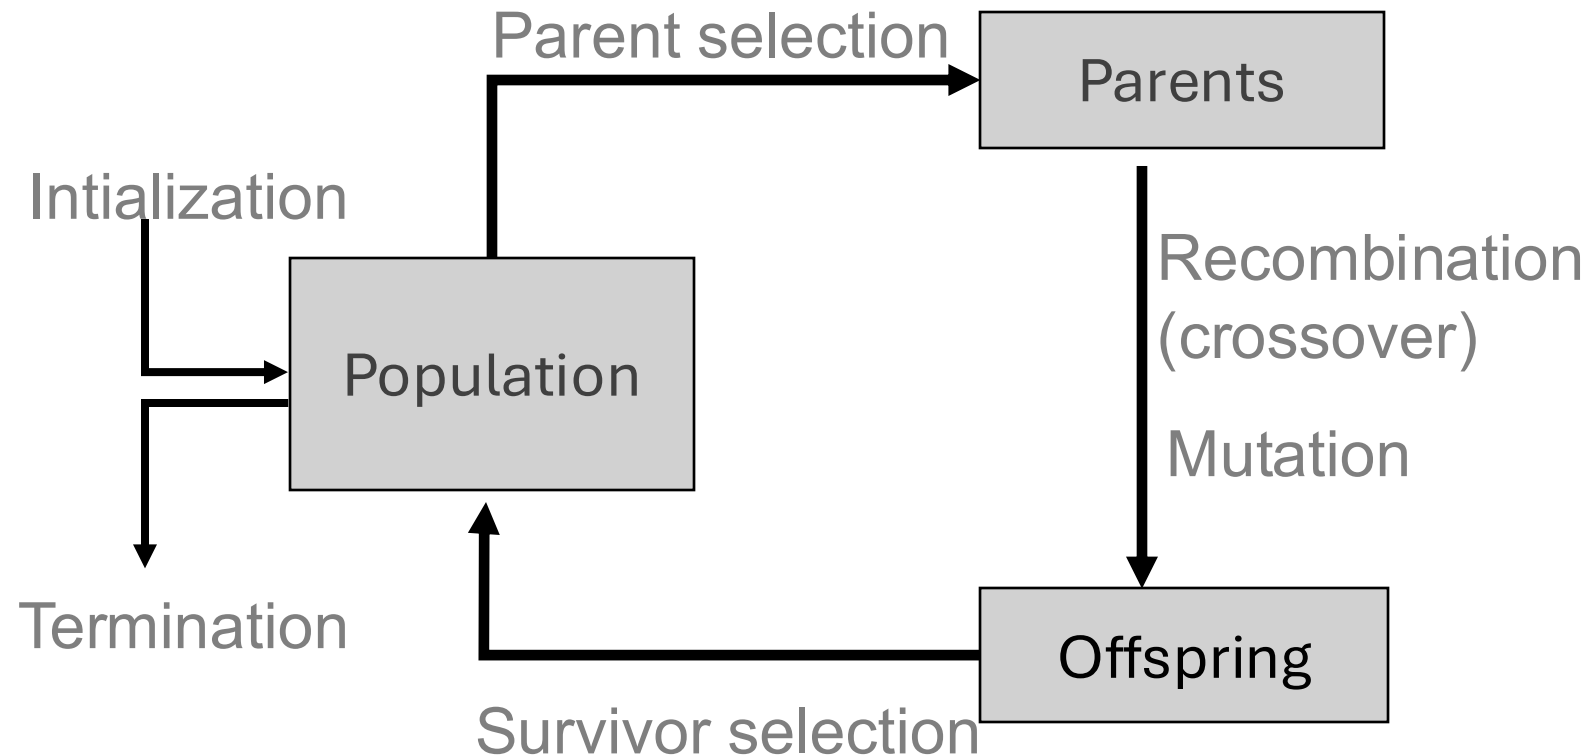 Parent selection
Parents
Intialization
Recombination
(crossover)
Population
Mutation
Termination
Offspring
Survivor selection